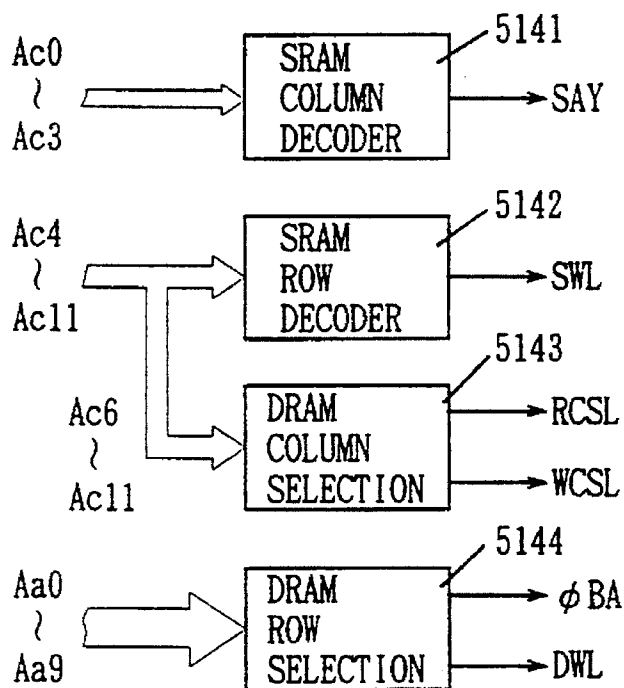 5141
Ac0
~
Ac3
SRAM
COLUMN
DECODER
SAY
5142
Ac4
~
Ac11
SRAM
ROW
DECODER
SWL
5143
Ac6
~
Ac11
DRAM
COLUMN
SELECTION
RCSL
WCSL
5144
Aa0
~
Aa9
DRAM
ROW
SELECTION
φBA
DWL